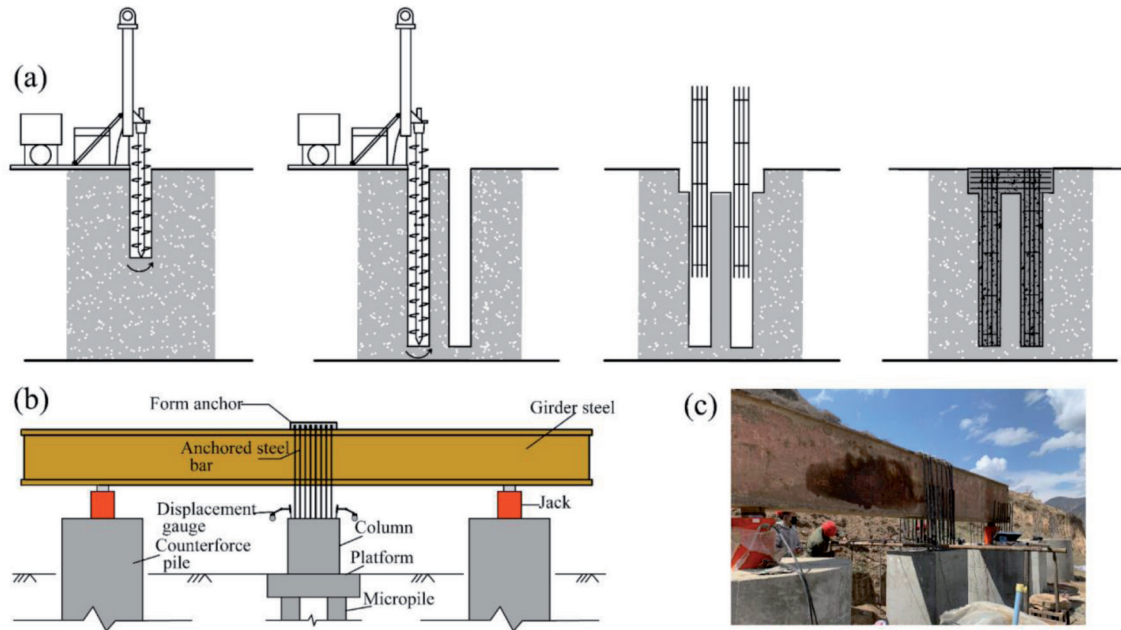 (a)
(b)
Form anchor
Girder steel
Anchored steel
bar
Displacement
gauge
Counterforce
pile
Jack
Column
Platform
Micropile
(c)